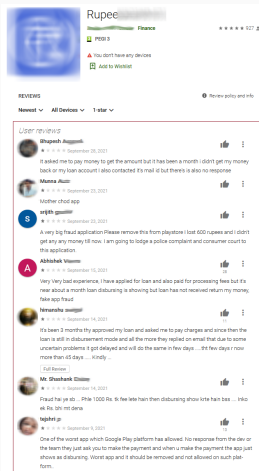 Rupee
Finance
927
PEGI 3
You don't have any devices
Add to Wishlist
REVIEWS
Review policy and info
Newest
All Devices
1-star
User reviews
Bhupesh
September 28, 2021
It asked me to pay money to get the amount but it has been a month I didn't get my money
back or my loan account I also contacted it's mail id but there is also no response
Munna
September 23, 2021
Mother chod app
S
srijith
September 23, 2021
A very big fraud application Please remove this from playstore I lost 600 rupees and I didn't
get any any money till now. I am going to lodge a police complaint and consumer court to
this application
A
Abhishek
September 13, 2021
Very Very bad experience, I have applied for loan and also paid for processing fees but it's
near about a month loan disbursing is showing but loan has not received return my money,
fake app fraud
himanshu
September 14, 2021
It's been 3 months thy approved my loan and asked me to pay charges and since then the
loan is still in disbursement mode and all the more they replied on email that due to some
uncertain problems it got delayed and will do the same in few days .... tht few days r now
more than 45 days ..... Kindly ...
Full Review
Mr. Shashank
September 14, 2021
Fraud hai ye sb ... Phle 1000 Rs. tk fee lete hain then disbursing show krte hain bss .... Inko
ek Rs. bhi mt dena
tejshri
September 9, 2021
One of the worst app which Google Play platform has allowed. No response from the dev or
the team they just ask you to make the payment and when u make the payment the app just
shows as disbursing. Worst app and it should be removed and not allowed on such plat-
form.